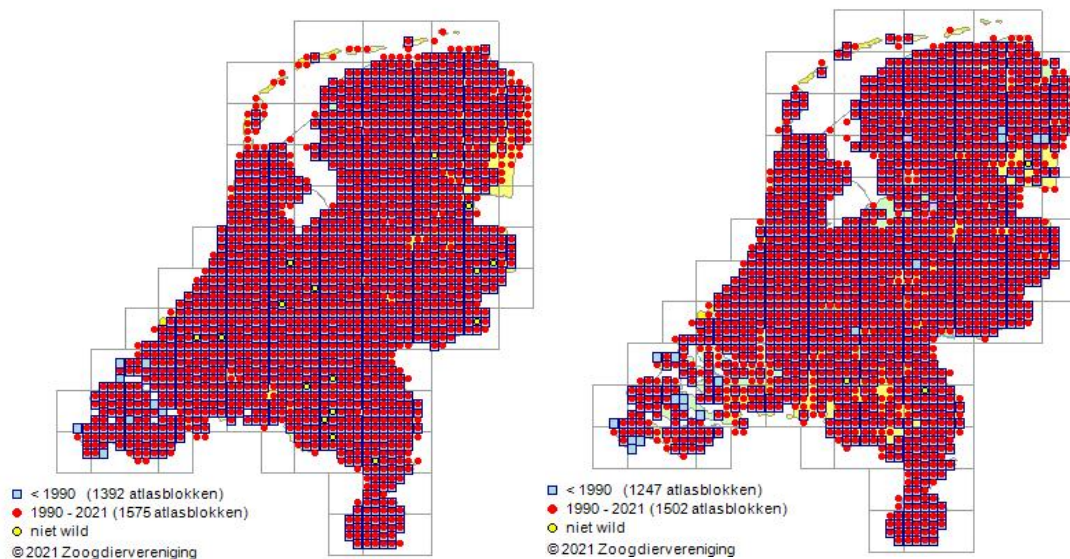 < 1990 (1392 atlasblokken)
1990 - 2021 (1575 atlasblokken)
niet wild
©2021 Zoogdiervereniging
< 1990 (1247 atlasblokken)
1990 - 2021 (1502 atlasblokken)
niet wild
©2021 Zoogdiervereniging